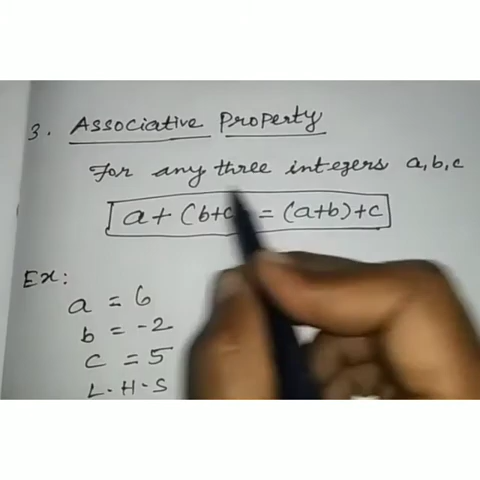 3. Associative Property
For any three integers a,b,c
a+(b+c) = (a+b)+c
Ex:
a = 6
b = -2
c = 5
L-H-S